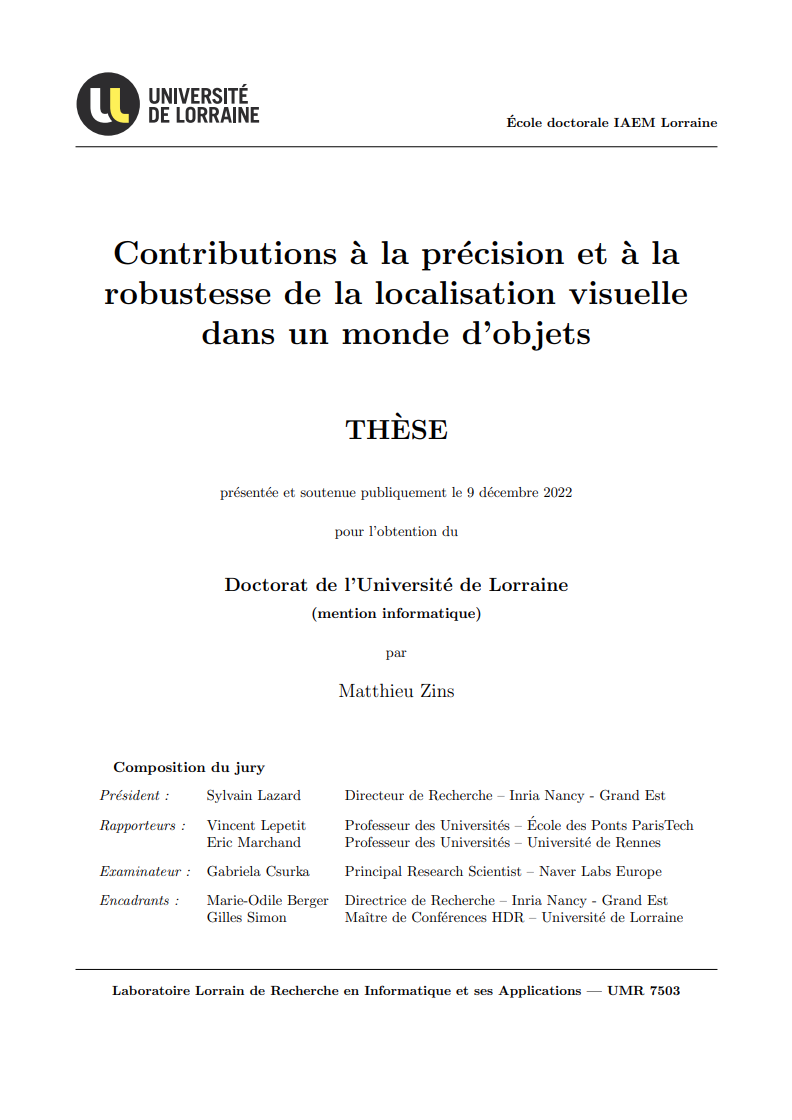 UNIVERSITÉ
DE LORRAINE
École doctorale IAEM Lorraine
Contributions à la précision et à la
robustesse de la localisation visuelle
dans un monde d'objets
THÈSE
présentée et soutenue publiquement le 9 décembre 2022
pour l'obtention du
Doctorat de l'Université de Lorraine
(mention informatique)
par
Matthieu Zins
Composition du jury
Président : Sylvain Lazard Directeur de Recherche – Inria Nancy - Grand Est
Rapporteurs : Vincent Lepetit Professeur des Universités – École des Ponts ParisTech
Eric Marchand Professeur des Universités – Université de Rennes
Examinateur : Gabriela Csurka Principal Research Scientist – Naver Labs Europe
Encadrants : Marie-Odile Berger Directrice de Recherche – Inria Nancy - Grand Est
Gilles Simon Maître de Conférences HDR – Université de Lorraine
Laboratoire Lorrain de Recherche en Informatique et ses Applications — UMR 7503